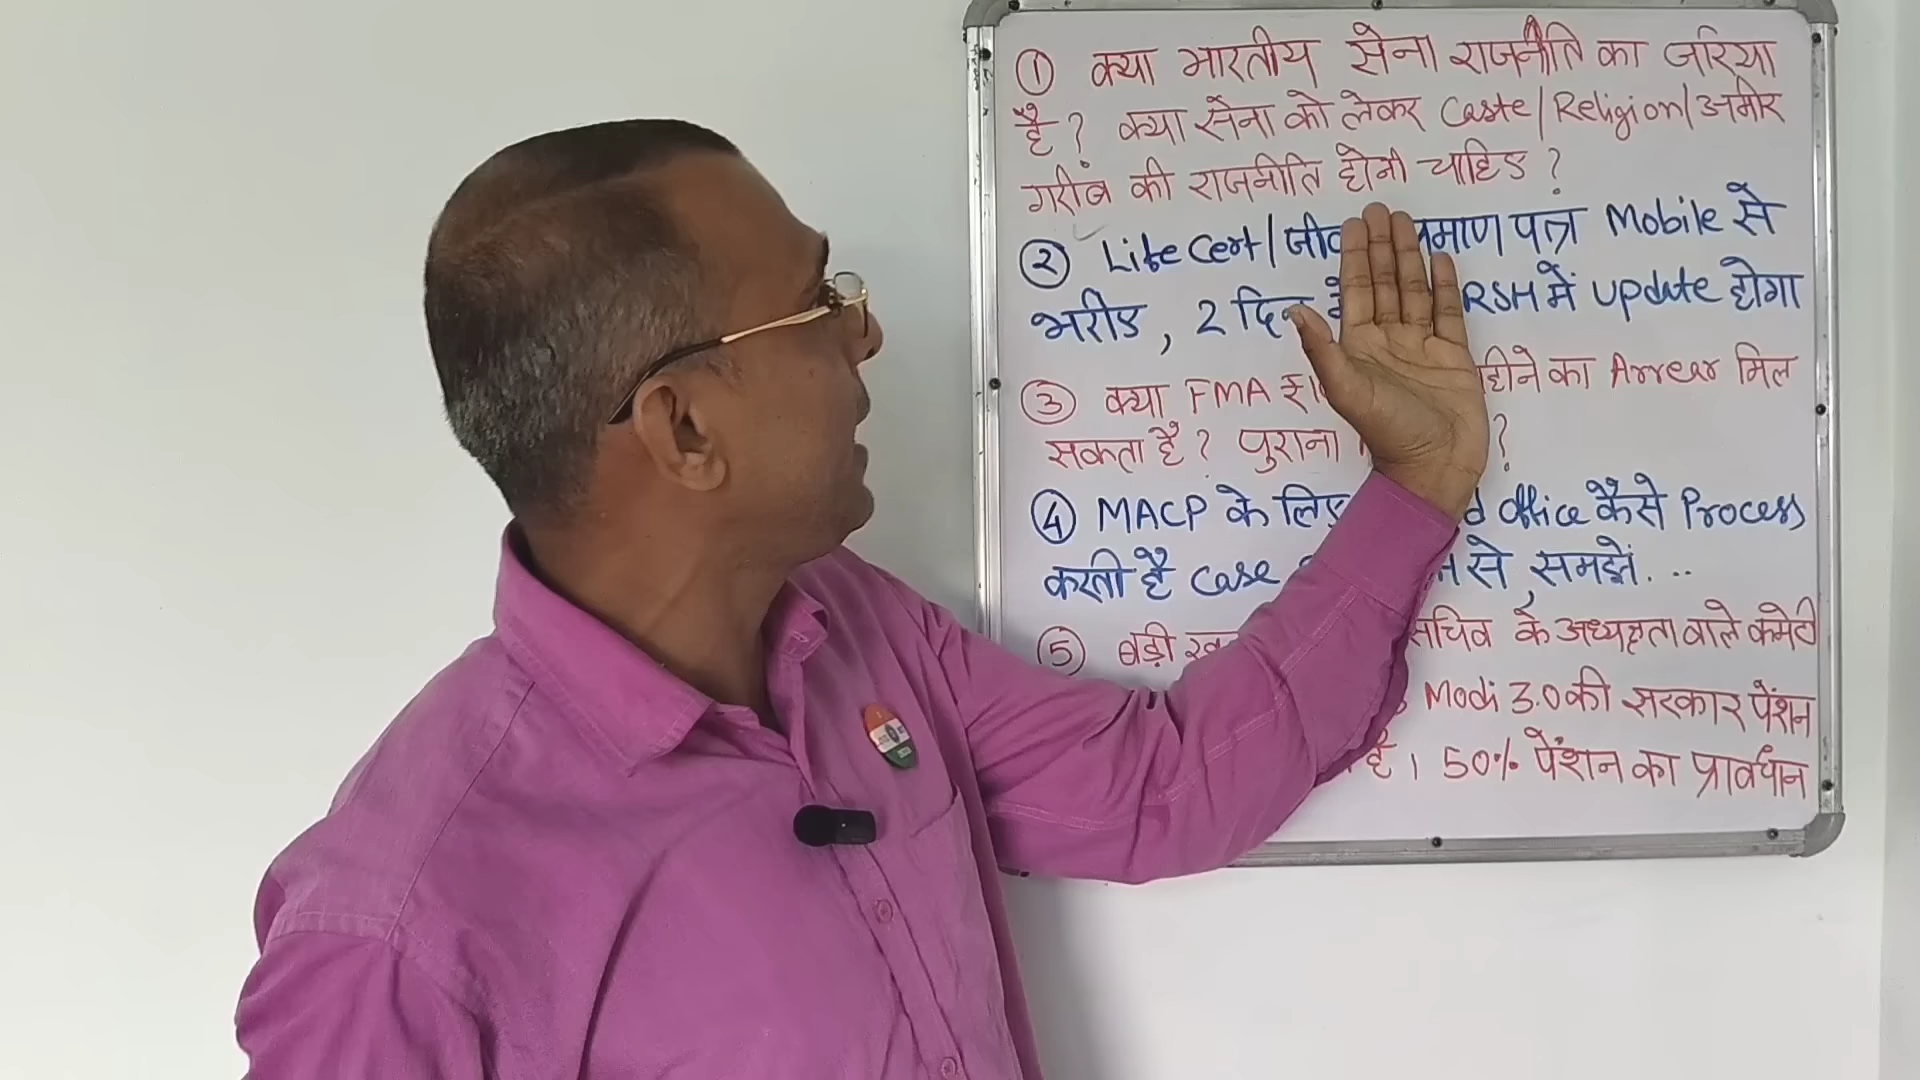 ① क्या भारतीय सेना राजनीति का जरिया
है? क्या सेना को लेकर Caste/Religion/अमीर
गरीब की राजनीति होनी चाहिए?
② Life Cert/ पत्र Mobile से
भरीए, 2 दिन में update होगा
③ क्या FMA का Arrear मिल
सकता है? पुराना ?
④ MACP के लिए office कैसे Process
करती है case से, समझें...
⑤ बड़ी सचिव के अध्यक्षता वाले कमेटी
Modi 3.0 की सरकार पेंशन
है। 50% पेंशन का प्रावधान